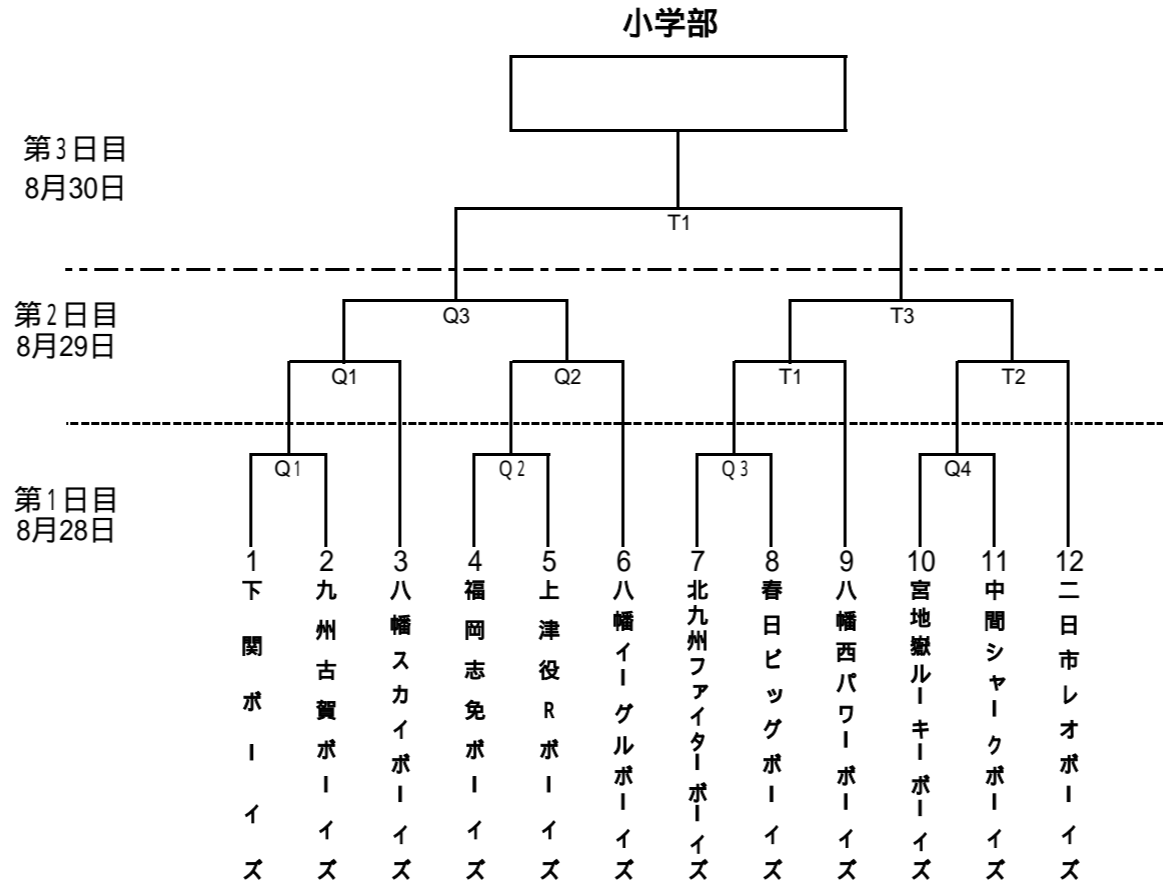 小学部
第3日目
8月30日
T1
第2日目
8月29日
Q3
T3
Q1
Q2
T1
T2
第1日目
8月28日
Q1
Q2
Q3
Q4
1 2 3 4 5 6 7 8 9 10 11 12
下関ボーイズ
九州古賀ボーイズ
八幡スカイボーイズ
福岡志免ボーイズ
上津役Rボーイズ
八幡イーグルボーイズ
北九州ファイターボーイズ
春日ビッグボーイズ
八幡西パワーボーイズ
宮地嶽ルーキーボーイズ
中間シャークボーイズ
二日市レオボーイズ